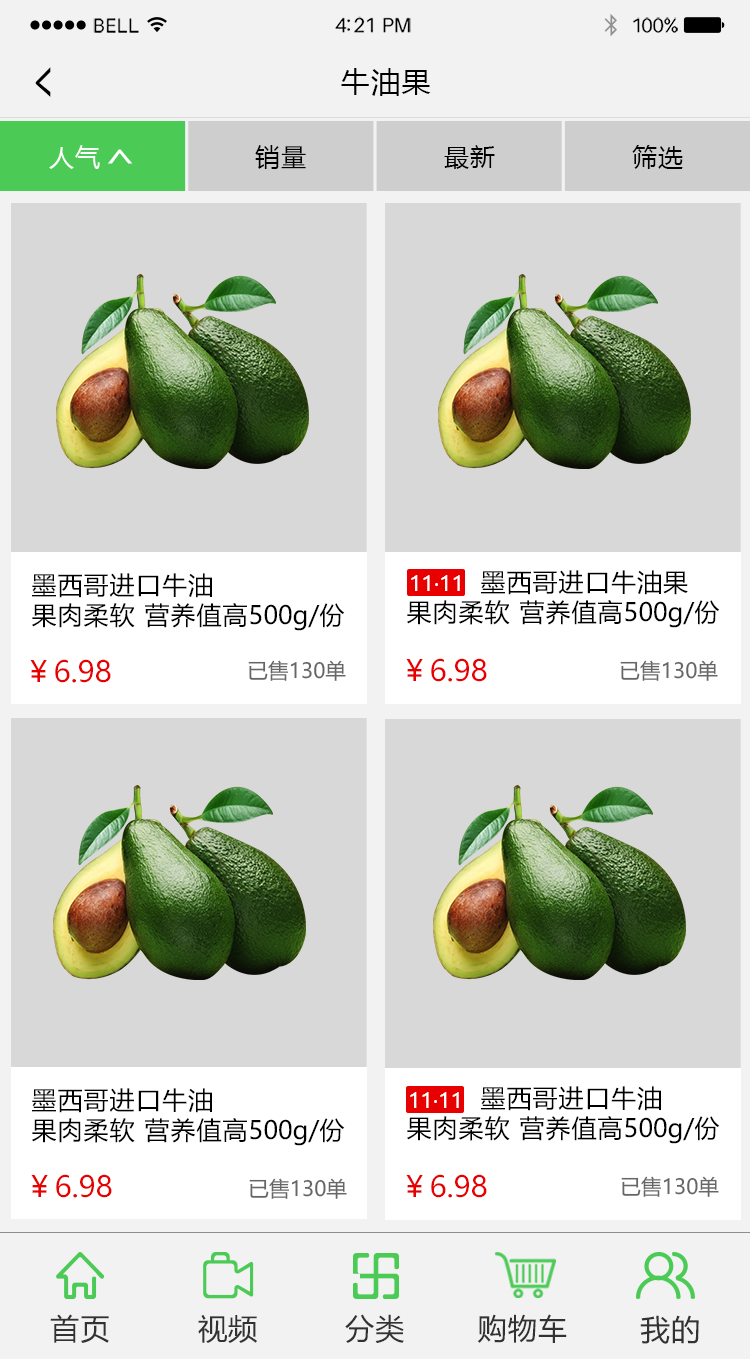 ●●●●● BELL 4:21 PM 100%
牛油果
人气 销量 最新 筛选
墨西哥进口牛油
果肉柔软 营养值高500g/份
¥ 6.98 已售130单
11·11 墨西哥进口牛油果
果肉柔软 营养值高500g/份
¥ 6.98 已售130单
墨西哥进口牛油
果肉柔软 营养值高500g/份
¥ 6.98 已售130单
11·11 墨西哥进口牛油
果肉柔软 营养值高500g/份
¥ 6.98 已售130单
首页 视频 分类 购物车 我的